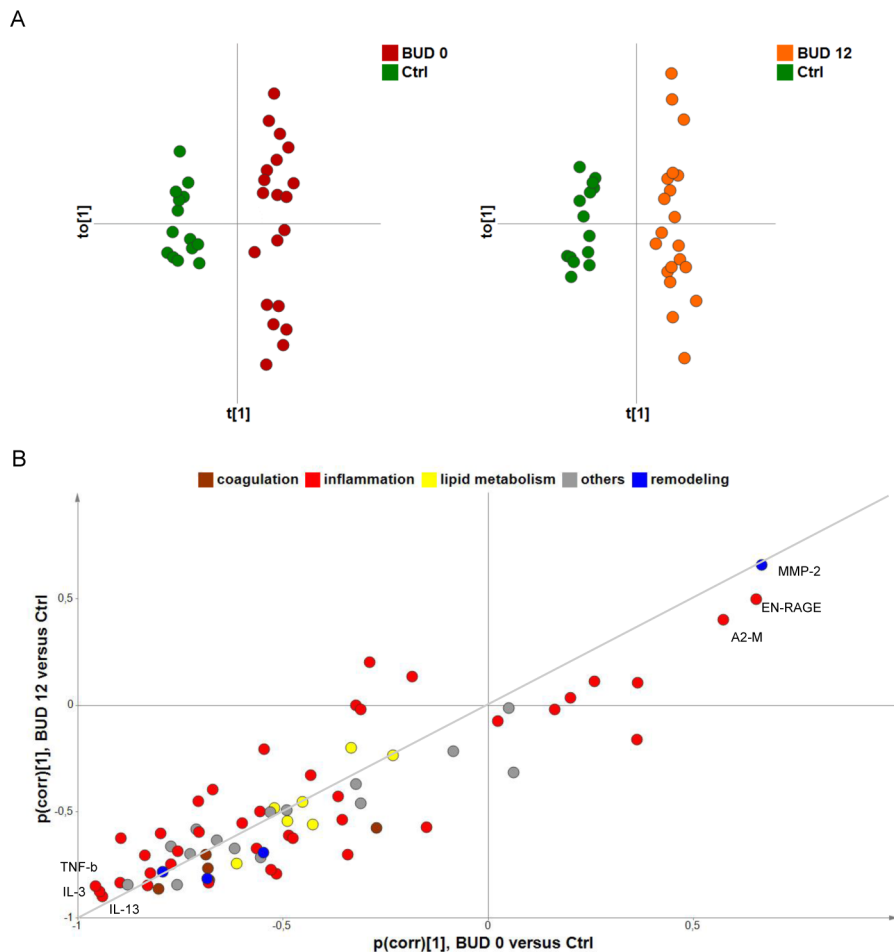 A
BUD 0
Ctrl
to[1]
t[1]
BUD 12
Ctrl
to[1]
t[1]
B
coagulation inflammation lipid metabolism others remodeling
p(corr)[1], BUD 12 versus Ctrl
0,5
0
-0,5
-1
MMP-2
EN-RAGE
A2-M
TNF-b
IL-3
IL-13
-1 -0,5 0 0,5
p(corr)[1], BUD 0 versus Ctrl